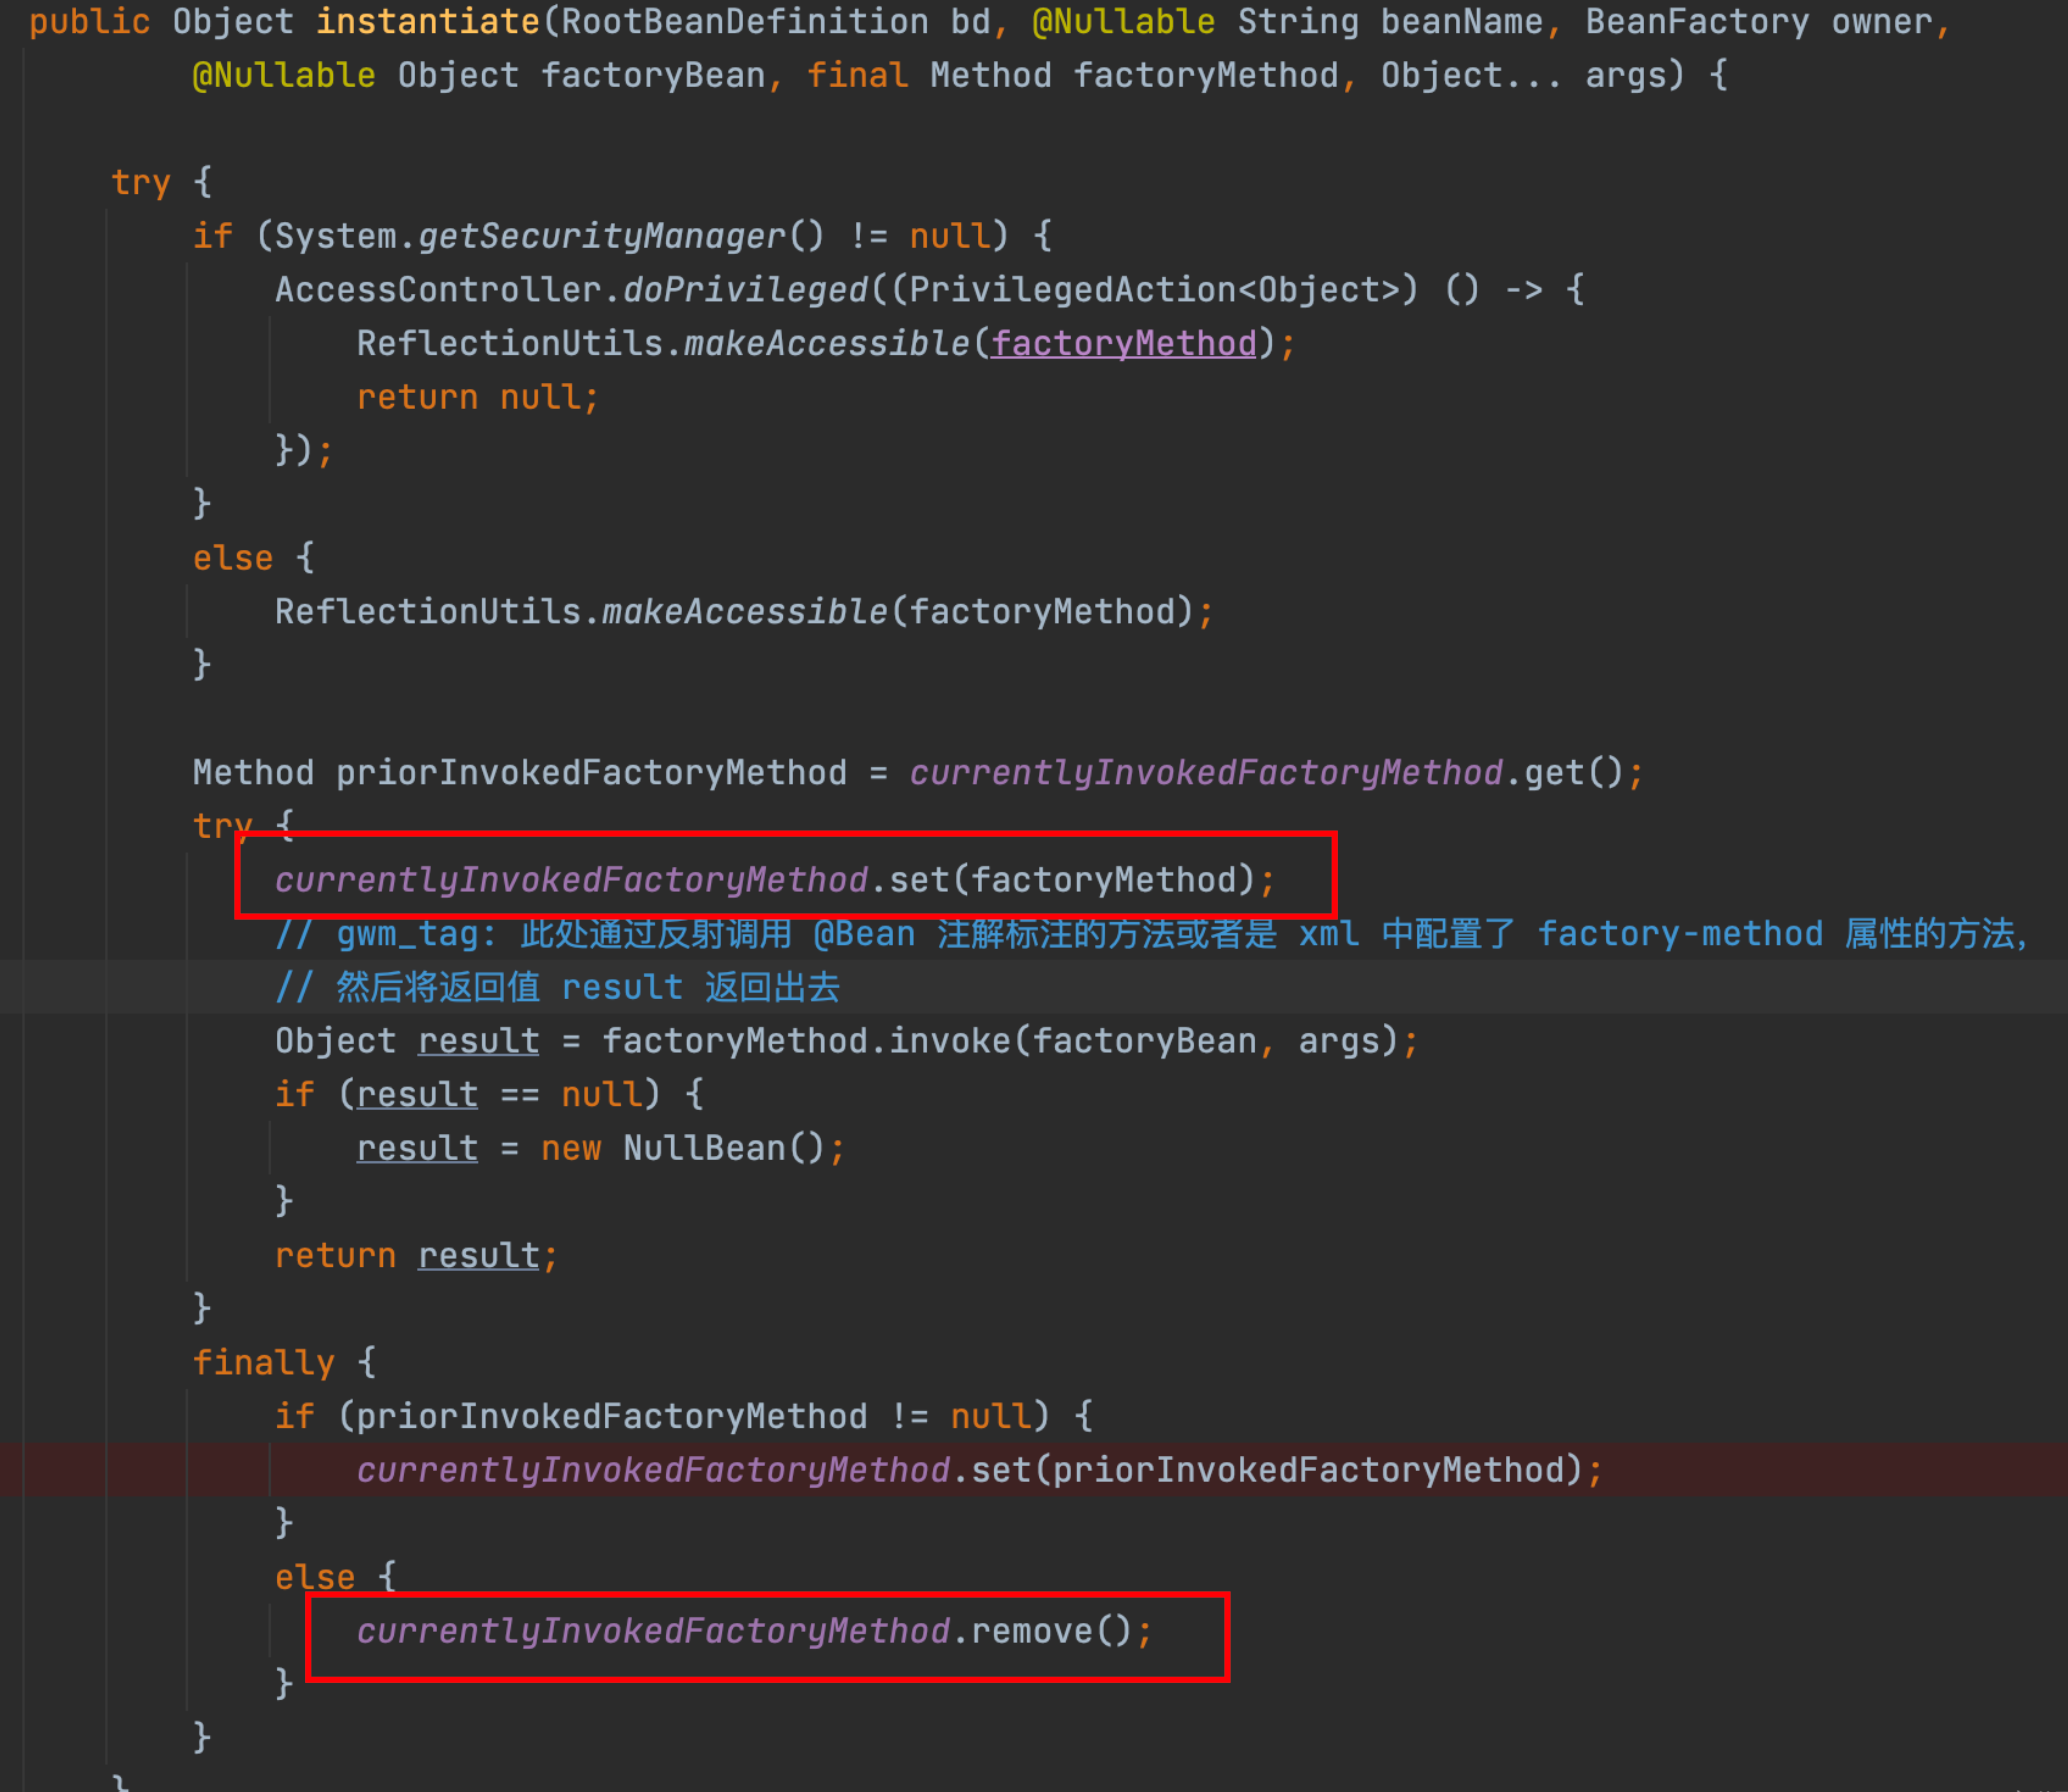 public Object instantiate(RootBeanDefinition bd, @Nullable String beanName, BeanFactory owner,
@Nullable Object factoryBean, final Method factoryMethod, Object... args) {
try {
if (System.getSecurityManager() != null) {
AccessController.doPrivileged((PrivilegedAction<Object>) () -> {
ReflectionUtils.makeAccessible(factoryMethod);
return null;
});
}
else {
ReflectionUtils.makeAccessible(factoryMethod);
}
Method priorInvokedFactoryMethod = currentlyInvokedFactoryMethod.get();
try {
currentlyInvokedFactoryMethod.set(factoryMethod);
// gwm_tag: 此处通过反射调用 @Bean 注解标注的方法或者是 xml 中配置了 factory-method 属性的方法,
// 然后将返回值 result 返回出去
Object result = factoryMethod.invoke(factoryBean, args);
if (result == null) {
result = new NullBean();
}
return result;
}
finally {
if (priorInvokedFactoryMethod != null) {
currentlyInvokedFactoryMethod.set(priorInvokedFactoryMethod);
}
else {
currentlyInvokedFactoryMethod.remove();
}
}
}